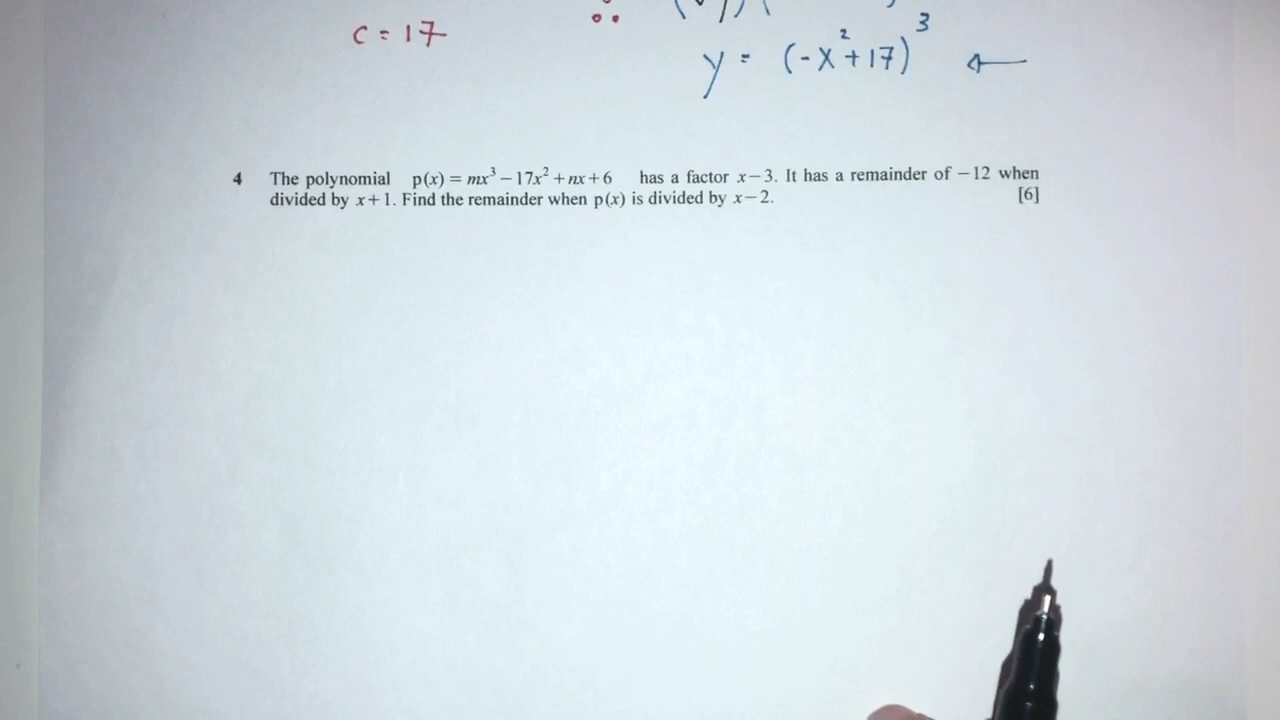 c = 17
y = (-x²+17)³ ←
4 The polynomial p(x) = mx³ − 17x² + nx + 6 has a factor x − 3. It has a remainder of −12 when
divided by x + 1. Find the remainder when p(x) is divided by x − 2. [6]